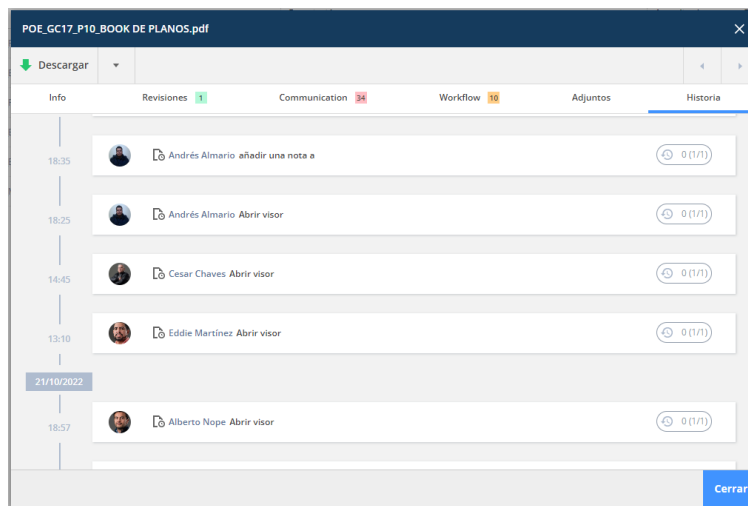 POE_GC17_P10_BOOK DE PLANOS.pdf
Descargar
Info Revisiones 1 Communication 34 Workflow 10 Adjuntos Historia
18:35 Andrés Almario añadir una nota a 0 (1/1)
18:25 Andrés Almario Abrir visor 0 (1/1)
14:45 Cesar Chaves Abrir visor 0 (1/1)
13:10 Eddie Martínez Abrir visor 0 (1/1)
21/10/2022
18:57 Alberto Nope Abrir visor 0 (1/1)
Cerrar